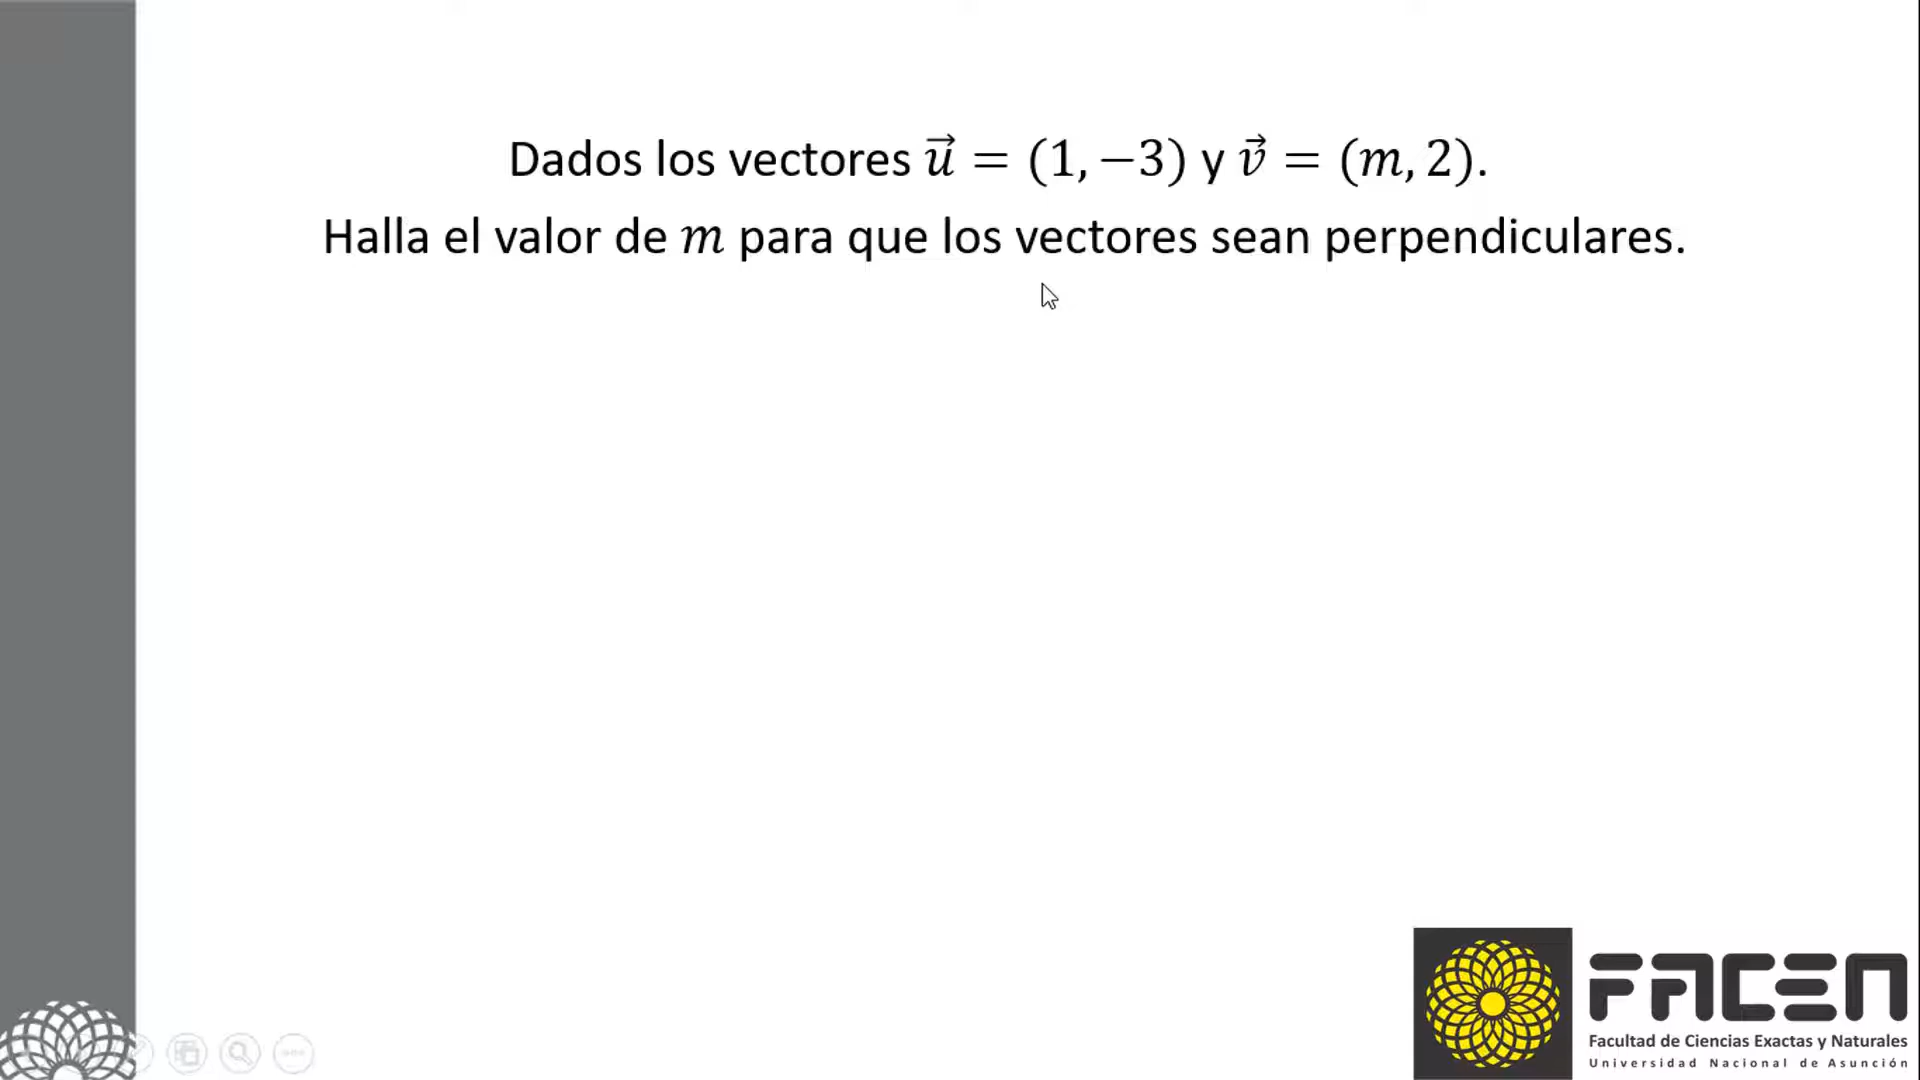 Dados los vectores u⃗ = (1, −3) y v⃗ = (m, 2).
Halla el valor de m para que los vectores sean perpendiculares.
FACEN
Facultad de Ciencias Exactas y Naturales
Universidad Nacional de Asunción